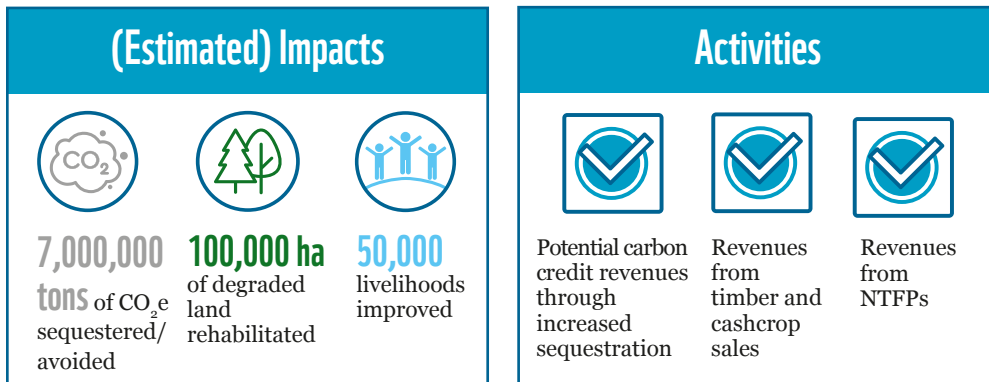 (Estimated) Impacts
CO₂
7,000,000
tons of CO₂e
sequestered/
avoided
100,000 ha
of degraded
land
rehabilitated
50,000
livelihoods
improved
Activities
Potential carbon
credit revenues
through
increased
sequestration
Revenues
from
timber and
cashcrop
sales
Revenues
from
NTFPs